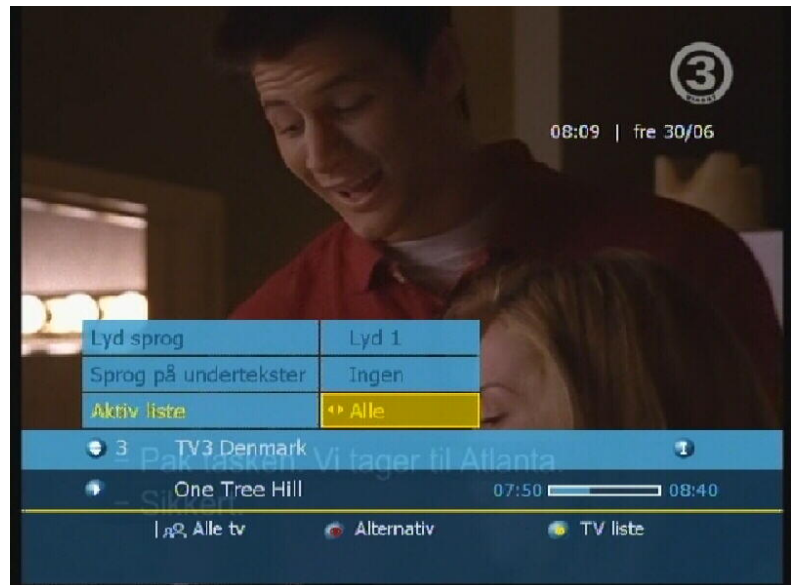 3
08:09 | fre 30/06
Lyd sprog Lyd 1
Sprog på undertekster Ingen
Aktiv liste Alle
3 TV3 Denmark
– Pak tasken. Vi tager til Atlanta.
One Tree Hill 07:50 08:40
– Sikkert.
Alle tv Alternativ TV liste